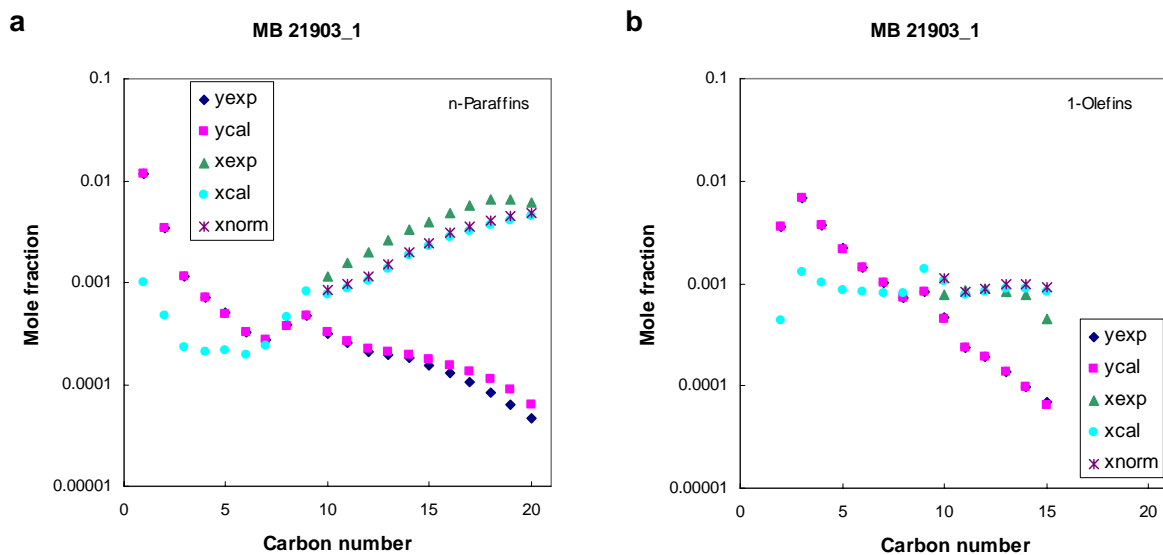 a
MB 21903_1
0.1
0.01
0.001
0.0001
0.00001
Mole fraction
yexp
ycal
xexp
xcal
xnorm
n-Paraffins
0 5 10 15 20
Carbon number
b
MB 21903_1
0.1
0.01
0.001
0.0001
0.00001
Mole fraction
1-Olefins
yexp
ycal
xexp
xcal
xnorm
0 5 10 15 20
Carbon number